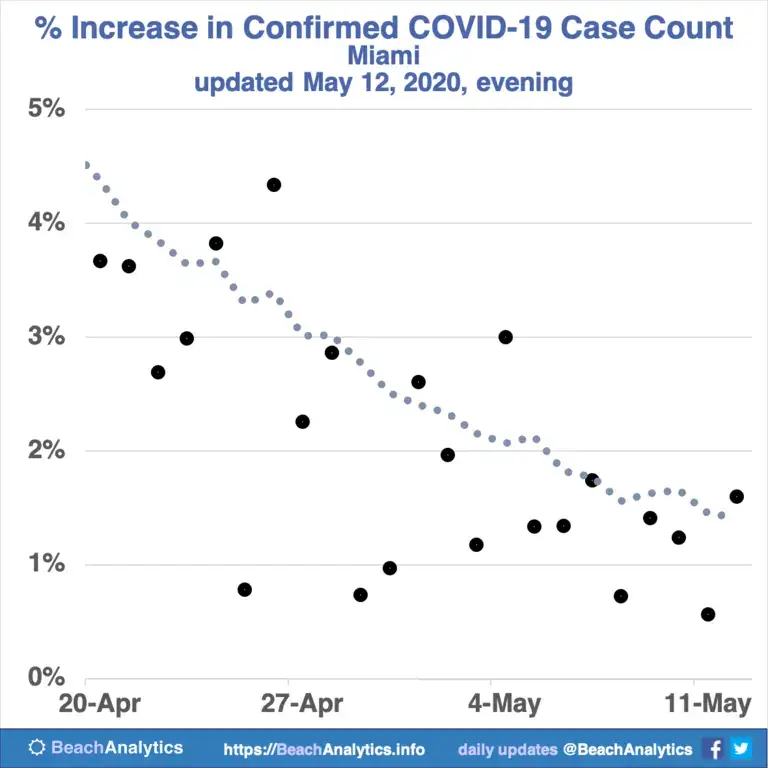 % Increase in Confirmed COVID-19 Case Count
Miami
updated May 12, 2020, evening
5%
4%
3%
2%
1%
0%
20-Apr 27-Apr 4-May 11-May
BeachAnalytics https://BeachAnalytics.info daily updates @BeachAnalytics